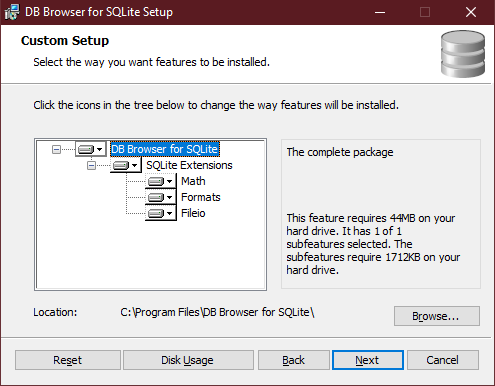 DB Browser for SQLite Setup
Custom Setup
Select the way you want features to be installed.
Click the icons in the tree below to change the way features will be installed.
DB Browser for SQLite
SQLite Extensions
Math
Formats
Fileio
The complete package
This feature requires 44MB on your
hard drive. It has 1 of 1
subfeatures selected. The
subfeatures require 1712KB on your
hard drive.
Location: C:\Program Files\DB Browser for SQLite\
Browse...
Reset Disk Usage Back Next Cancel